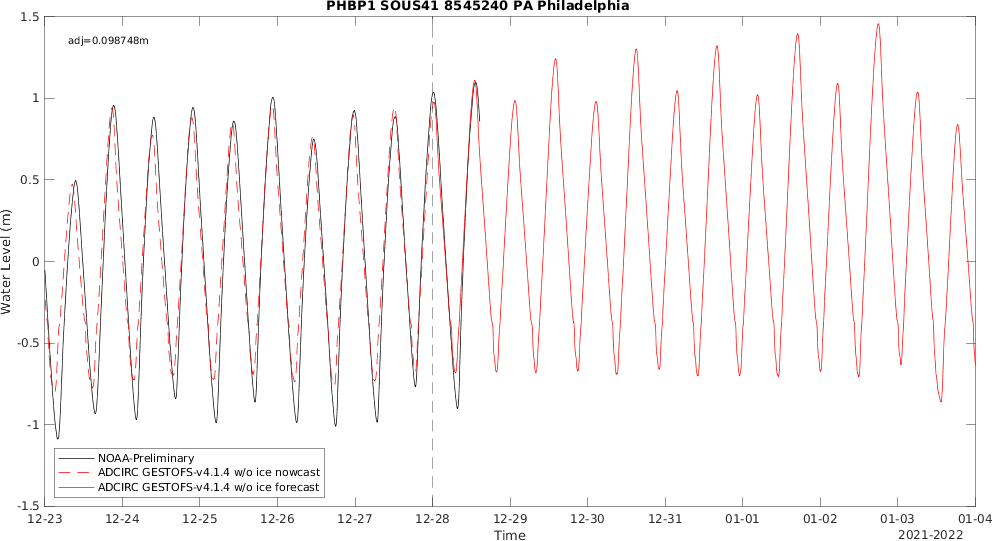 PHBP1 SOUS41 8545240 PA Philadelphia
adj=0.098748m
1.5
1
0.5
0
-0.5
-1
-1.5
Water Level (m)
NOAA-Preliminary
ADCIRC GESTOFS-v4.1.4 w/o ice nowcast
ADCIRC GESTOFS-v4.1.4 w/o ice forecast
12-23 12-24 12-25 12-26 12-27 12-28 12-29 12-30 12-31 01-01 01-02 01-03 01-04
Time
2021-2022